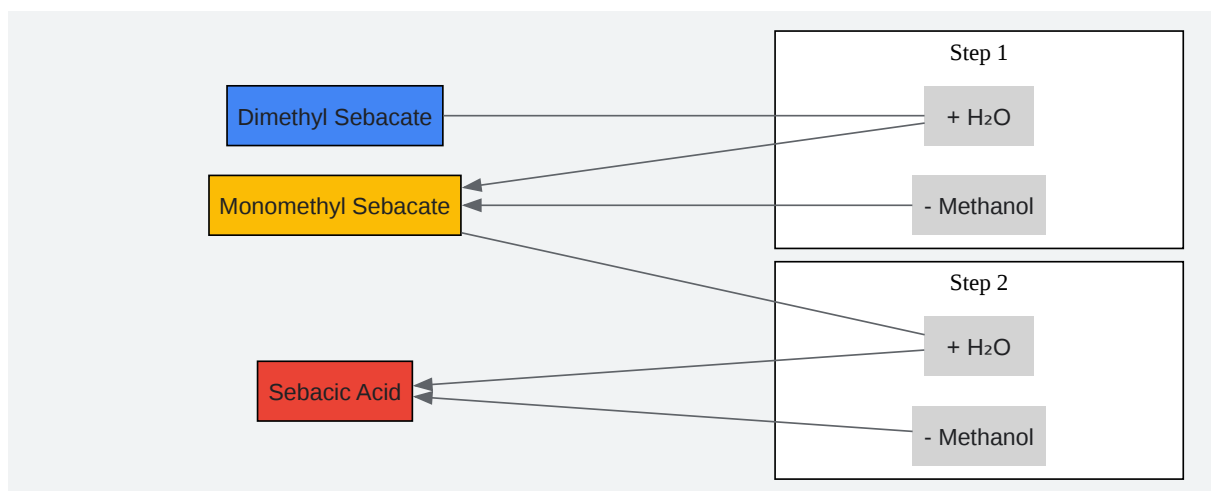 Step 1
Dimethyl Sebacate
+ H₂O
Monomethyl Sebacate
- Methanol
Step 2
+ H₂O
Sebacic Acid
- Methanol